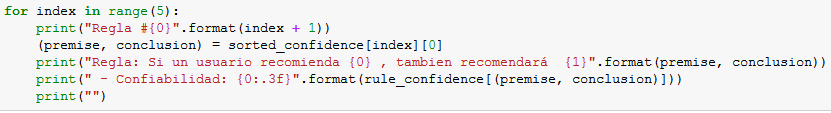 for index in range(5):
    print("Regla #{0}".format(index + 1))
    (premise, conclusion) = sorted_confidence[index][0]
    print("Regla: Si un usuario recomienda {0} , tambien recomendará  {1}".format(premise, conclusion))
    print(" - Confiabilidad: {0:.3f}".format(rule_confidence[(premise, conclusion)]))
    print("")